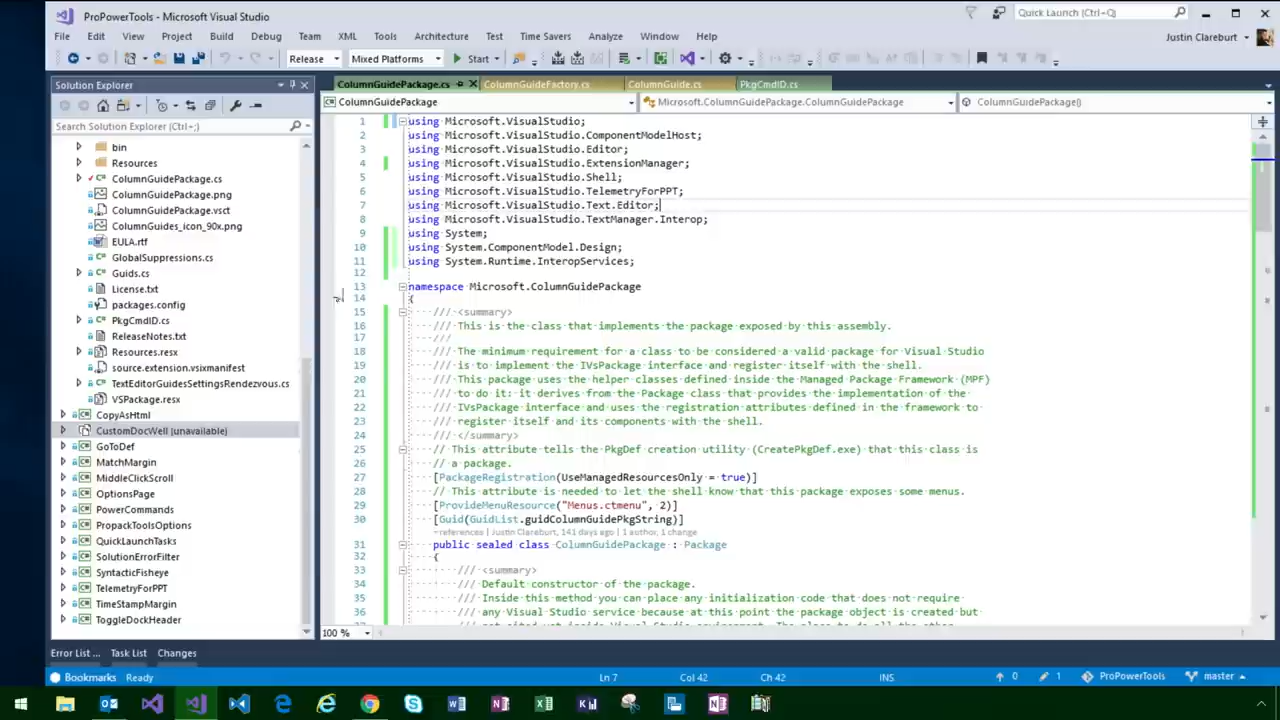 ProPowerTools - Microsoft Visual Studio
Quick Launch (Ctrl+Q)
File Edit View Project Build Debug Team XML Tools Architecture Test Time Savers Analyze Window Help
Justin Clareburt
Release Mixed Platforms Start
Solution Explorer
Search Solution Explorer (Ctrl+;)
bin
Resources
ColumnGuidePackage.cs
ColumnGuidePackage.png
ColumnGuidePackage.vsct
ColumnGuides_icon_90x.png
EULA.rtf
GlobalSuppressions.cs
Guids.cs
License.txt
packages.config
PkgCmdID.cs
ReleaseNotes.txt
Resources.resx
source.extension.vsixmanifest
TextEditorGuidesSettingsRendezvous.cs
VSPackage.resx
CopyAsHtml
CustomDocWell (unavailable)
GoToDef
MatchMargin
MiddleClickScroll
OptionsPage
PowerCommands
PropackToolsOptions
QuickLaunchTasks
SolutionErrorFilter
SyntacticFisheye
TelemetryForPPT
TimeStampMargin
ToggleDockHeader
ColumnGuidePackage.cs ColumnGuideFactory.cs ColumnGuide.cs PkgCmdID.cs
ColumnGuidePackage Microsoft.ColumnGuidePackage.ColumnGuidePackage ColumnGuidePackage()
1 using Microsoft.VisualStudio;
2 using Microsoft.VisualStudio.ComponentModelHost;
3 using Microsoft.VisualStudio.Editor;
4 using Microsoft.VisualStudio.ExtensionManager;
5 using Microsoft.VisualStudio.Shell;
6 using Microsoft.VisualStudio.TelemetryForPPT;
7 using Microsoft.VisualStudio.Text.Editor;
8 using Microsoft.VisualStudio.TextManager.Interop;
9 using System;
10 using System.ComponentModel.Design;
11 using System.Runtime.InteropServices;
12
13 namespace Microsoft.ColumnGuidePackage
14 {
15 /// <summary>
16 /// This is the class that implements the package exposed by this assembly.
17 ///
18 /// The minimum requirement for a class to be considered a valid package for Visual Studio
19 /// is to implement the IVsPackage interface and register itself with the shell.
20 /// This package uses the helper classes defined inside the Managed Package Framework (MPF)
21 /// to do it: it derives from the Package class that provides the implementation of the
22 /// IVsPackage interface and uses the registration attributes defined in the framework to
23 /// register itself and its components with the shell.
24 /// </summary>
25 // This attribute tells the PkgDef creation utility (CreatePkgDef.exe) that this class is
26 // a package.
27 [PackageRegistration(UseManagedResourcesOnly = true)]
28 // This attribute is needed to let the shell know that this package exposes some menus.
29 [ProvideMenuResource("Menus.ctmenu", 2)]
30 [Guid(GuidList.guidColumnGuidePkgString)]
references | Justin Clareburt, 141 days ago | 1 author, 1 change
31 public sealed class ColumnGuidePackage : Package
32 {
33 /// <summary>
34 /// Default constructor of the package.
35 /// Inside this method you can place any initialization code that does not require
36 /// any Visual Studio service because at this point the package object is created but
100 %
Error List ... Task List Changes
Bookmarks Ready Ln 7 Col 42 Ch 42 INS 0 1 ProPowerTools master